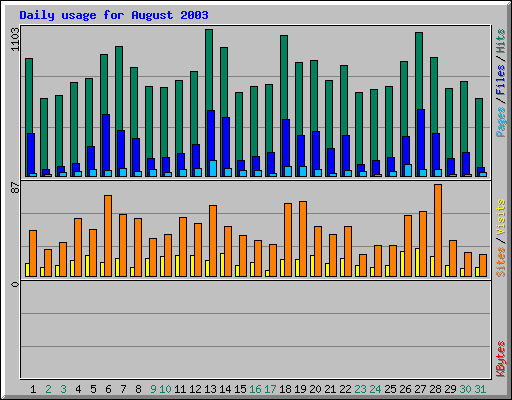 Daily usage for August 2003
1103
Pages / Files / Hits
87
Sites / Visits
0
KBytes
1 2 3 4 5 6 7 8 9 10 11 12 13 14 15 16 17 18 19 20 21 22 23 24 25 26 27 28 29 30 31